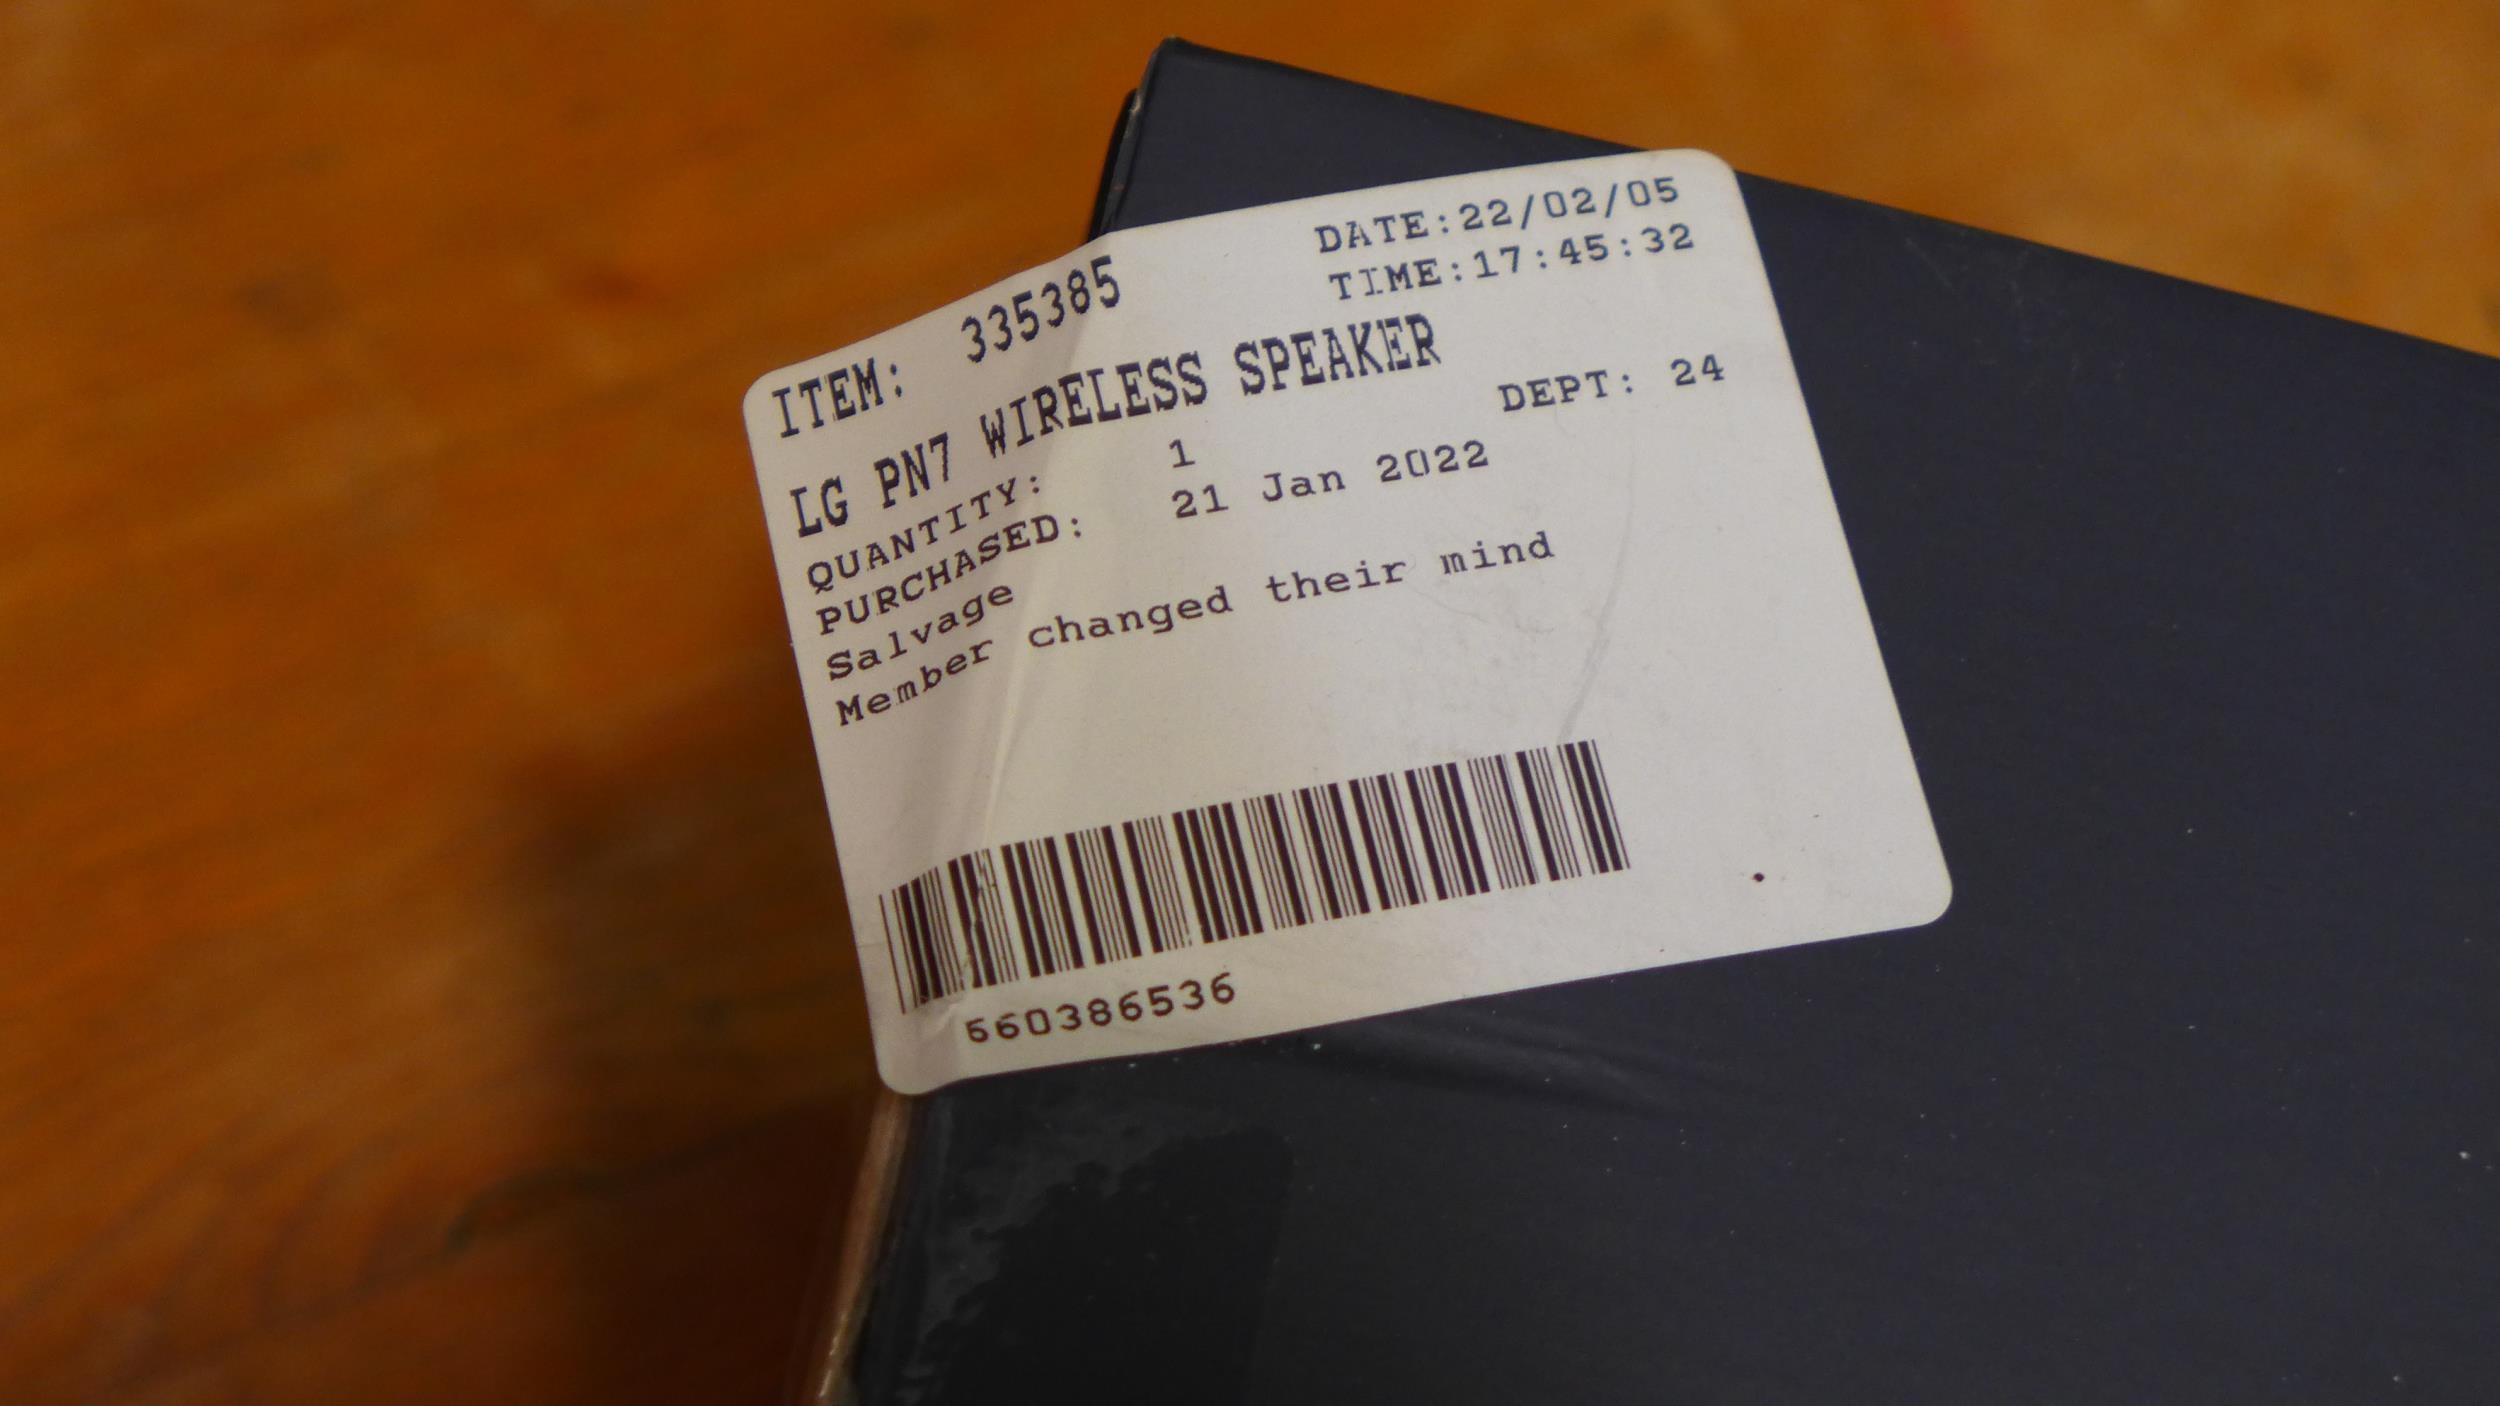 DATE:22/02/05
TIME:17:45:32
ITEM: 335385
LG PN7 WIRELESS SPEAKER
DEPT: 24
QUANTITY: 1
PURCHASED: 21 Jan 2022
Salvage
Member changed their mind
560386536